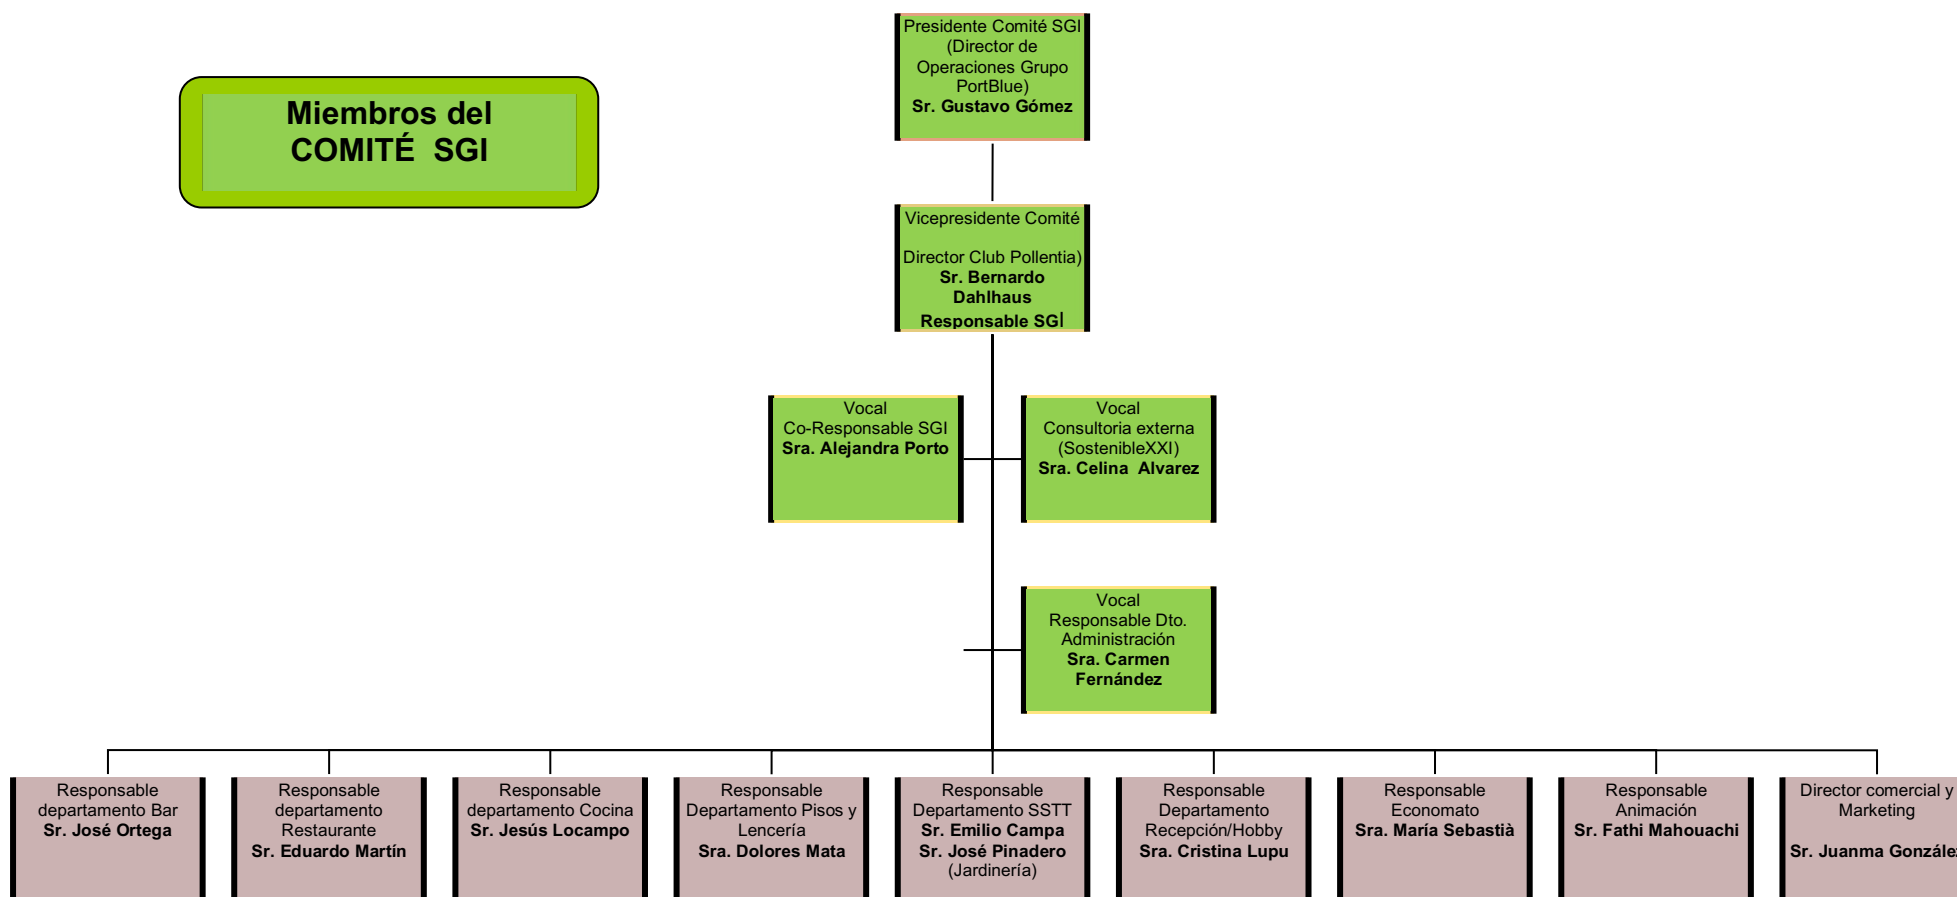 Presidente Comité SGI
(Director de
Operaciones Grupo
PortBlue)
Sr. Gustavo Gómez
Miembros del
COMITÉ SGI
Vicepresidente Comité
Director Club Pollentia)
Sr. Bernardo
Dahlhaus
Responsable SGI
Vocal
Co-Responsable SGI
Sra. Alejandra Porto
Vocal
Consultoria externa
(SostenibleXXI)
Sra. Celina Alvarez
Vocal
Responsable Dto.
Administración
Sra. Carmen
Fernández
Responsable
departamento Bar
Sr. José Ortega
Responsable
departamento
Restaurante
Sr. Eduardo Martín
Responsable
departamento Cocina
Sr. Jesús Locampo
Responsable
Departamento Pisos y
Lencería
Sra. Dolores Mata
Responsable
Departamento SSTT
Sr. Emilio Campa
Sr. José Pinadero
(Jardinería)
Responsable
Departamento
Recepción/Hobby
Sra. Cristina Lupu
Responsable
Economato
Sra. María Sebastià
Responsable
Animación
Sr. Fathi Mahouachi
Director comercial y
Marketing
Sr. Juanma González